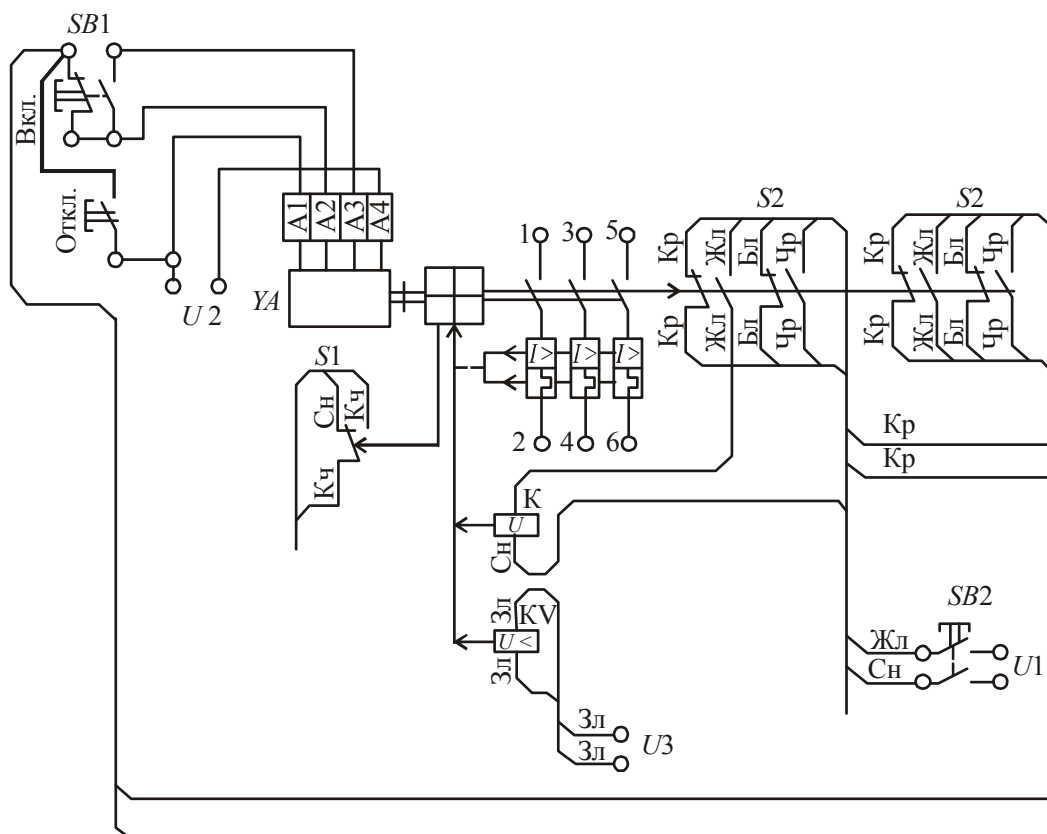 SB1
Вкл.
Откл.
U 2
A1 A2 A3 A4
YA
1 3 5
S2 S2
Кр Жл Бл Чр
Кр Жл Бл Чр
Кр Жл Бл Чр
Кр Жл Бл Чр
I > I > I >
2 4 6
S1
Сн Кч
Кч
Кр
Кр
К
U
Сн
Зл KV
U <
Зл
SB2
Жл
Сн
U1
Зл
Зл
U3